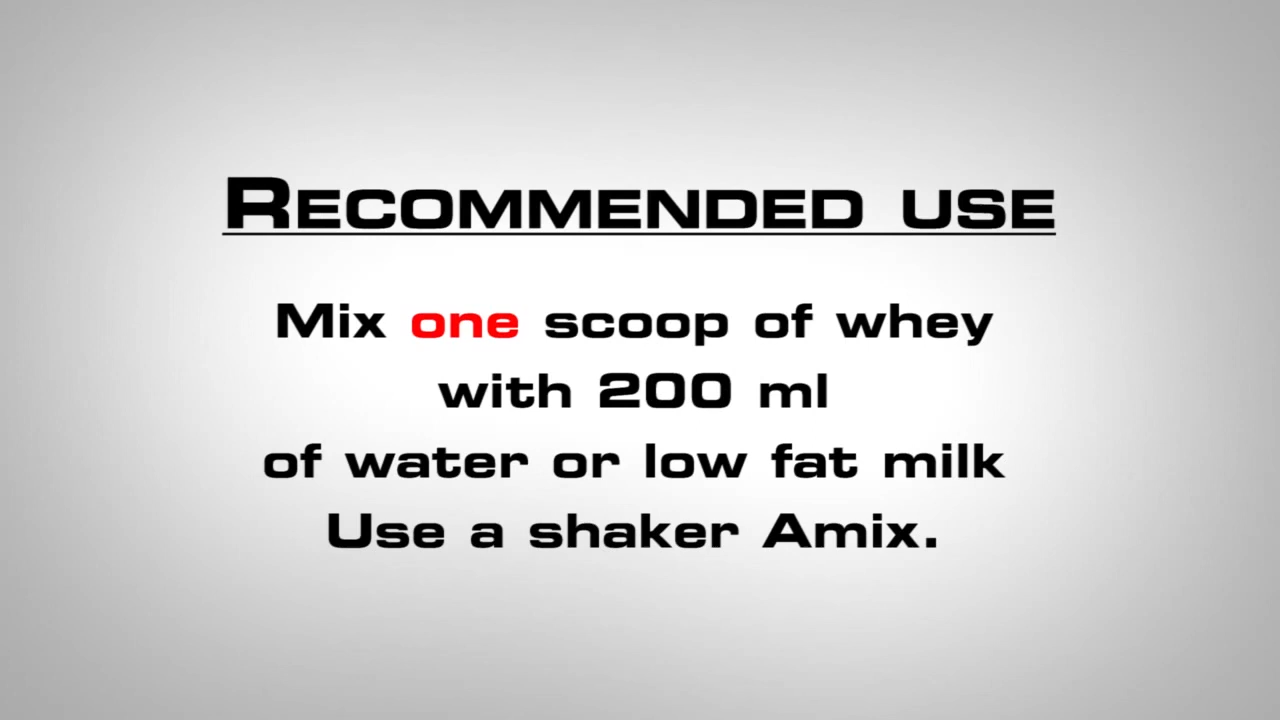 Recommended use
Mix one scoop of whey
with 200 ml
of water or low fat milk
Use a shaker Amix.